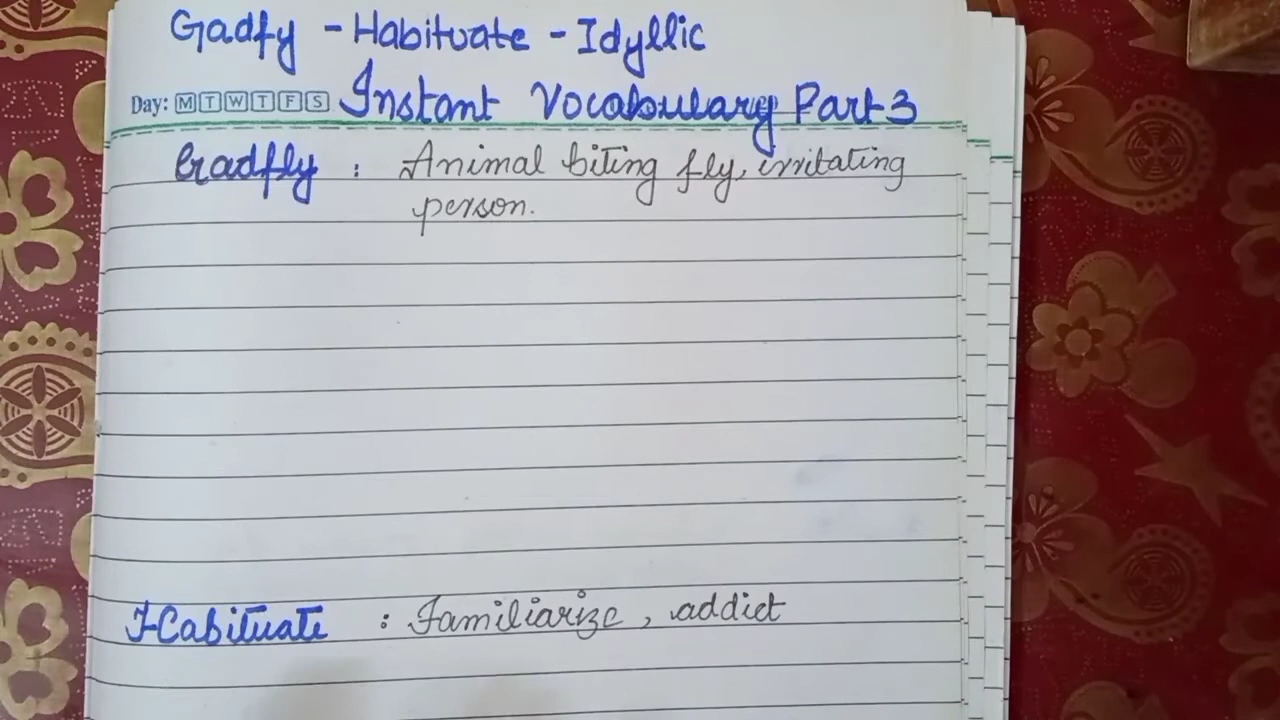 Gadfy - Habituate - Idyllic
Day: M T W T F S Instant Vocabulary Part 3
Gadfly : Animal biting fly, irritating
person.
Habituate : Familiarize, addict